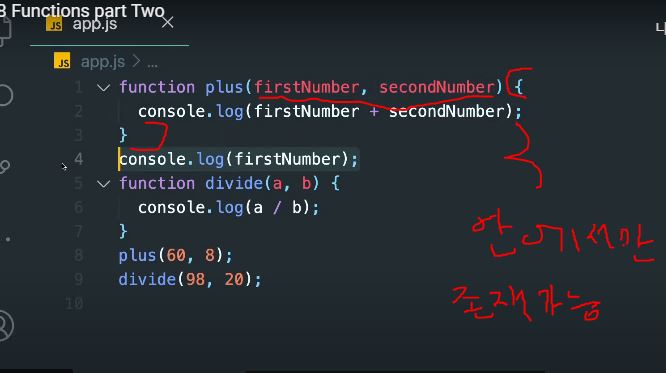 8 Functions part Two
JS app.js
JS app.js > ...
1 function plus(firstNumber, secondNumber) {
2 console.log(firstNumber + secondNumber);
3 }
4 console.log(firstNumber);
5 function divide(a, b) {
6 console.log(a / b);
7 }
8 plus(60, 8);
9 divide(98, 20);
10
안에서만
존재가능